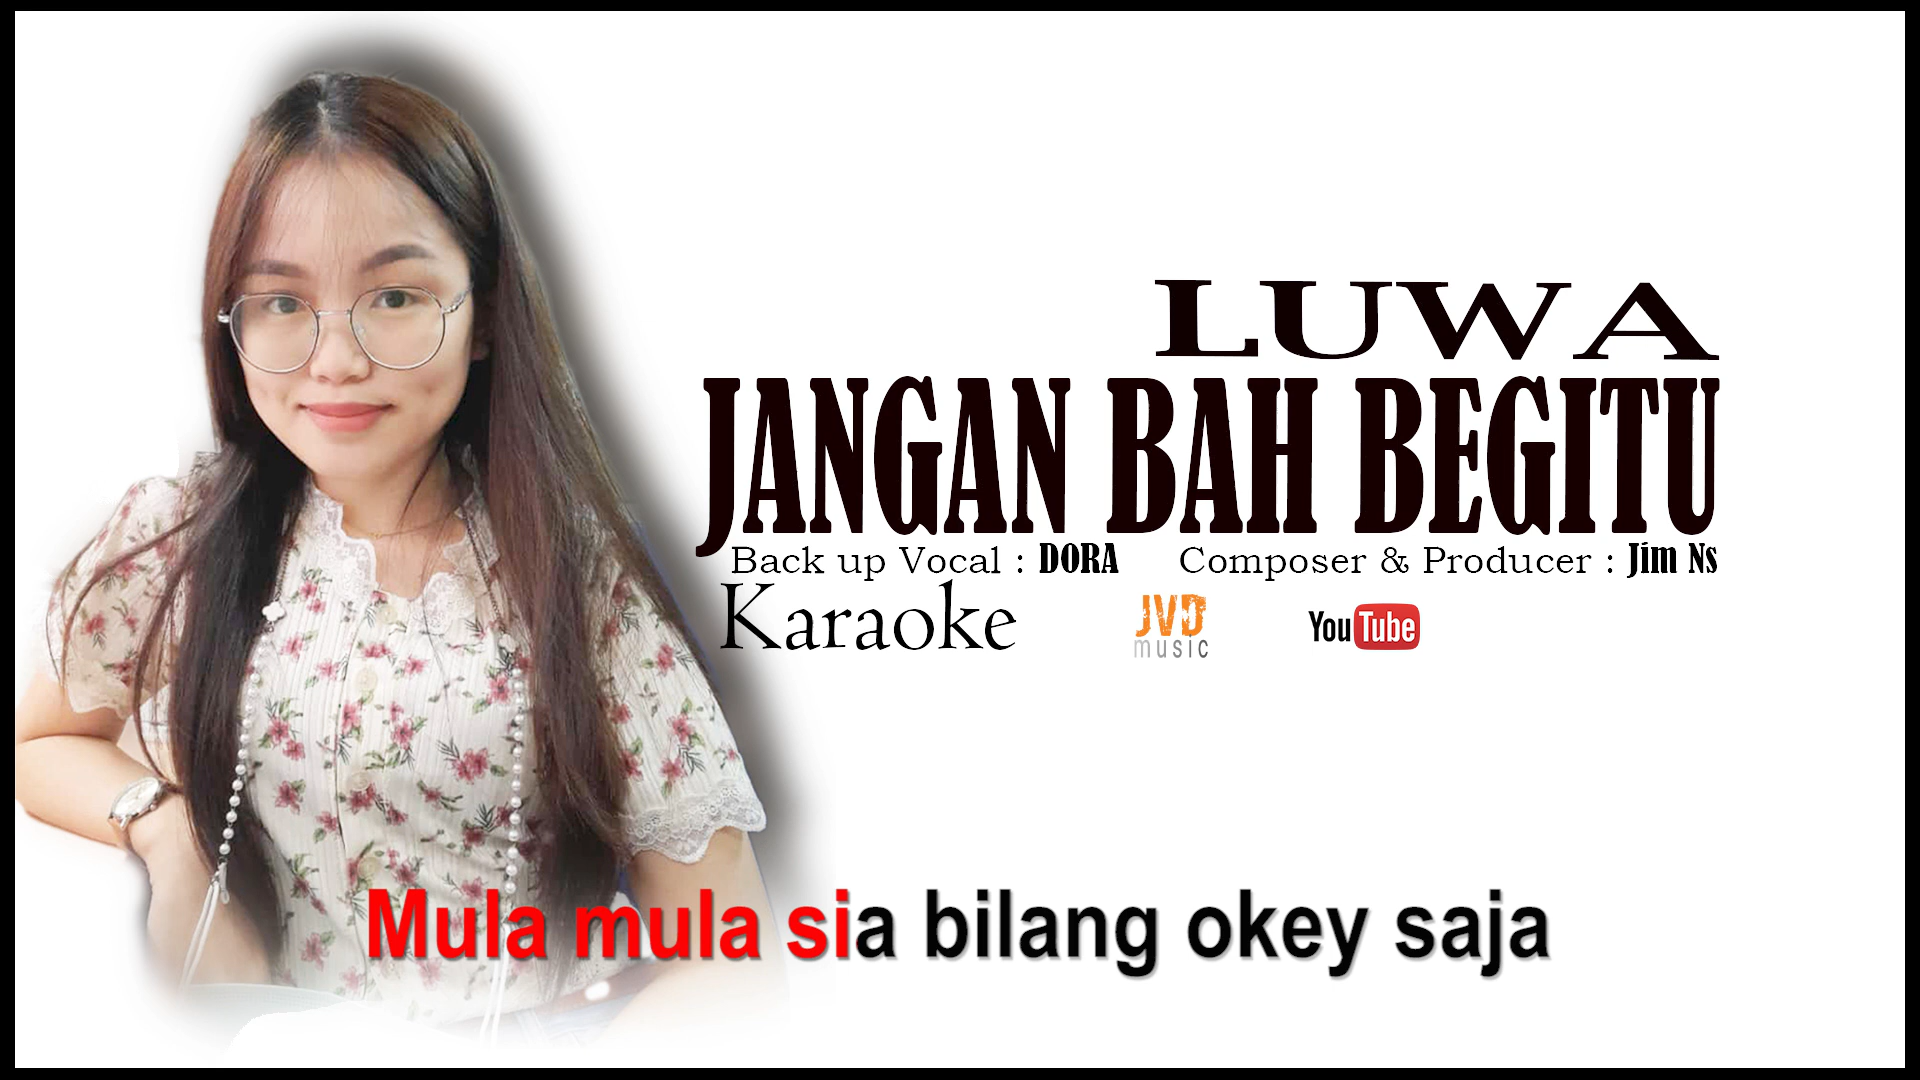 LUWA
JANGAN BAH BEGITU
Back up Vocal : DORA Composer & Producer : Jim Ns
Karaoke JVD music YouTube
Mula mula sia bilang okey saja